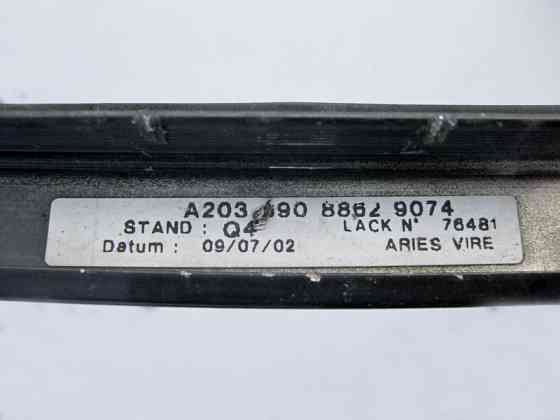 A203 690 8862 9074
STAND : Q4 LACK N° 76481
Datum : 09/07/02 ARIES VIRE